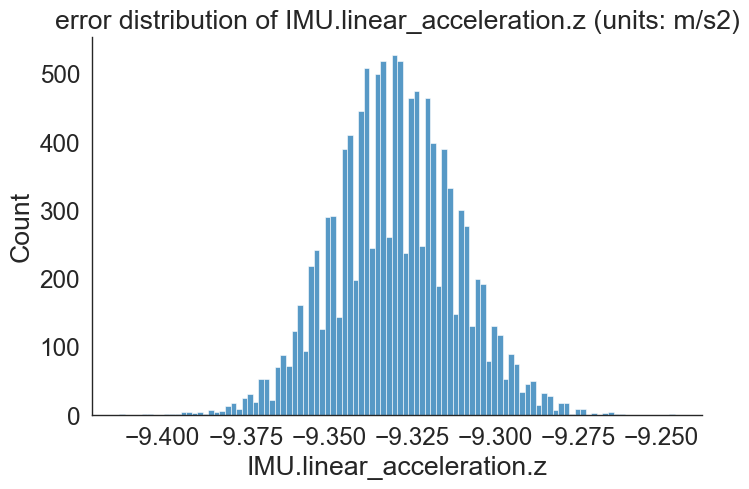 error distribution of IMU.linear_acceleration.z (units: m/s2)
500
400
300
200
100
0
Count
−9.400 −9.375 −9.350 −9.325 −9.300 −9.275 −9.250
IMU.linear_acceleration.z